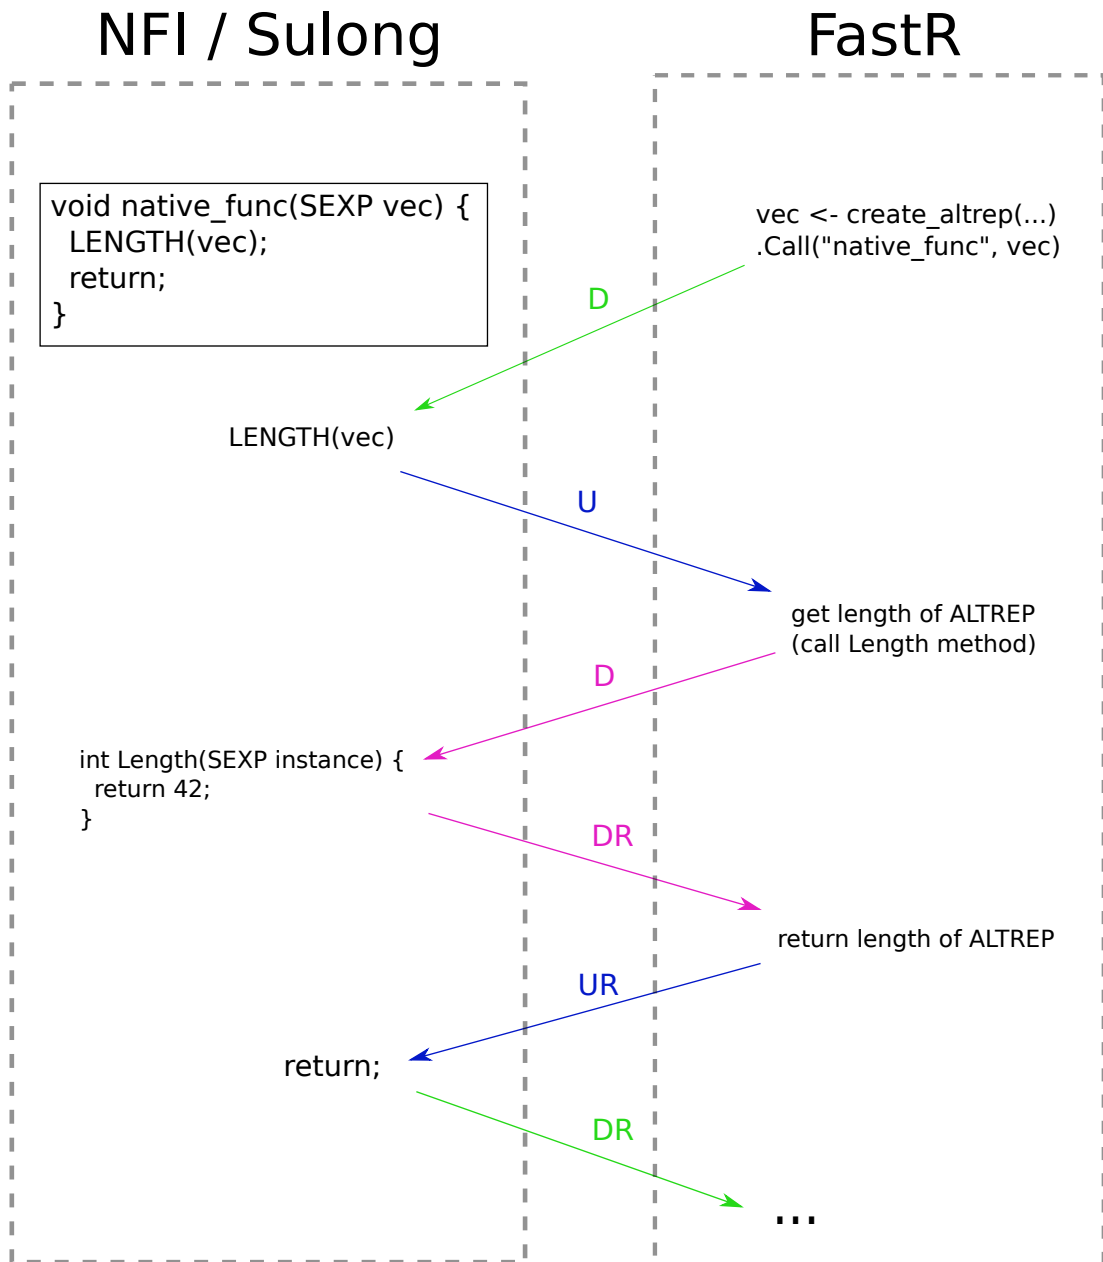 NFI / Sulong
FastR
void native_func(SEXP vec) {
  LENGTH(vec);
  return;
}
vec <- create_altrep(...)
.Call("native_func", vec)
D
LENGTH(vec)
U
get length of ALTREP
(call Length method)
D
int Length(SEXP instance) {
  return 42;
}
DR
return length of ALTREP
UR
return;
DR
...